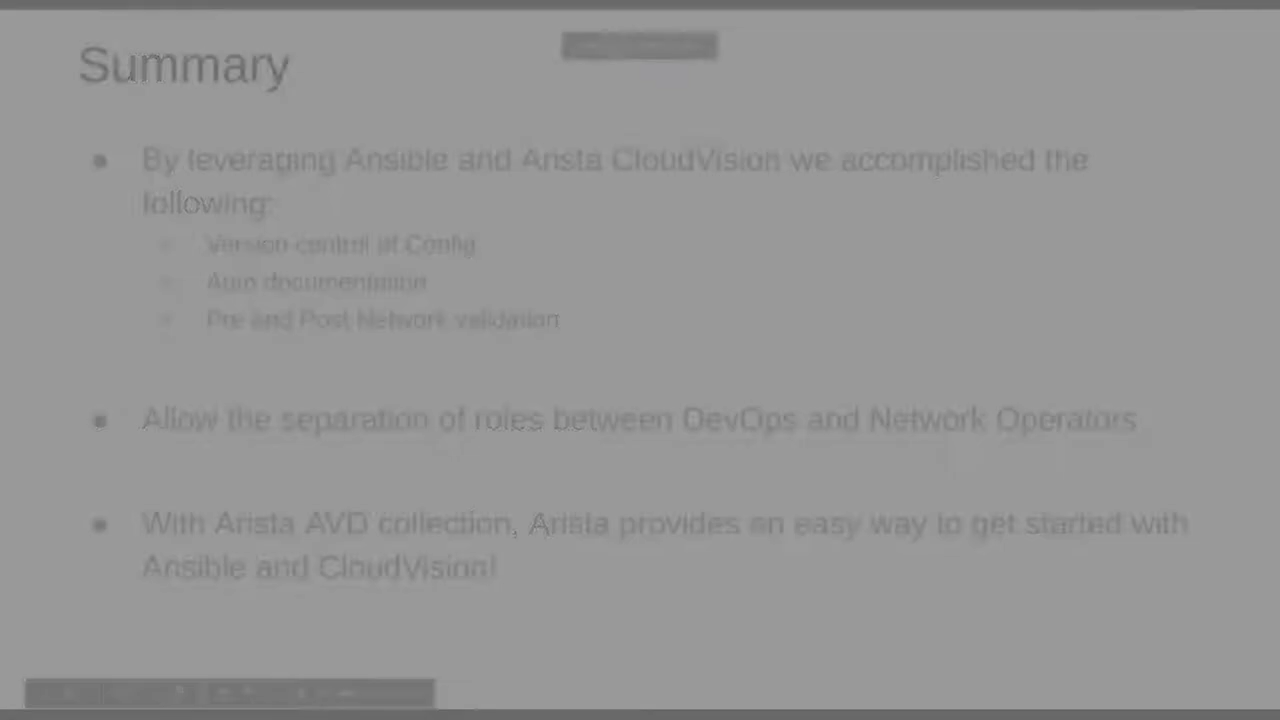 Summary
By leveraging Ansible and Arista CloudVision we accomplished the
following:
Version control of Config
Auto documentation
Pre and Post Network validation
Allow the separation of roles between DevOps and Network Operators
With Arista AVD collection, Arista provides an easy way to get started with
Ansible and CloudVision!